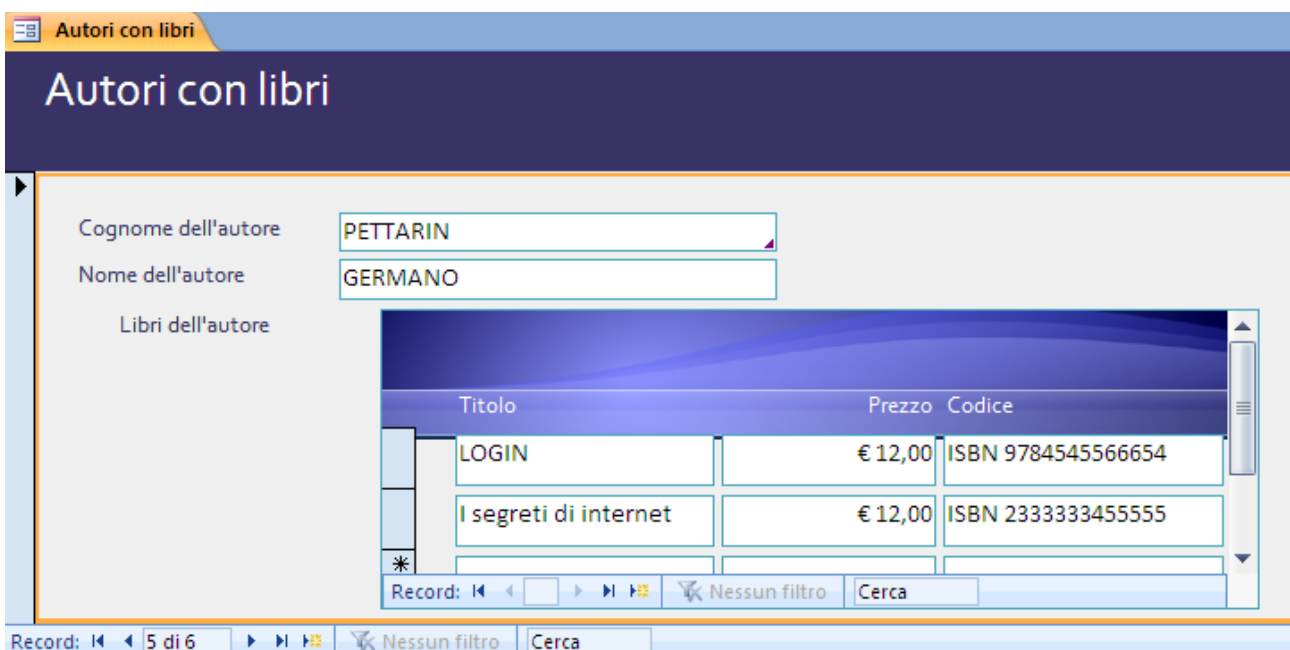 Autori con libri
Autori con libri
Cognome dell'autore PETTARIN
Nome dell'autore GERMANO
Libri dell'autore
Titolo Prezzo Codice
LOGIN € 12,00 ISBN 9784545566654
I segreti di internet € 12,00 ISBN 2333333455555
Record: Nessun filtro Cerca
Record: 5 di 6 Nessun filtro Cerca